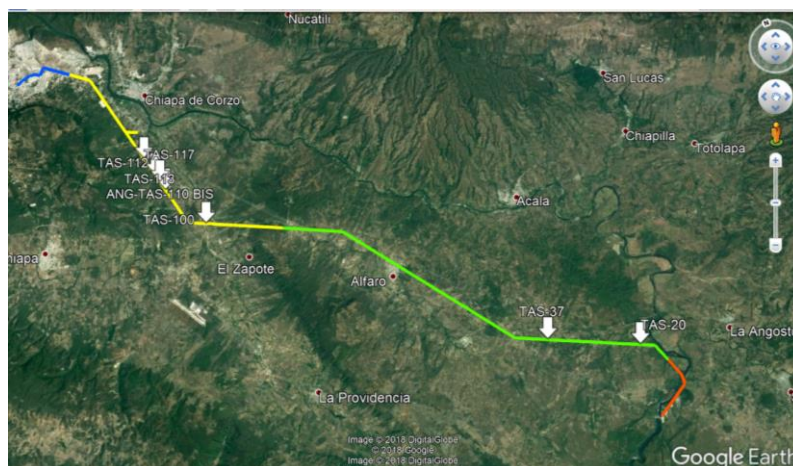 Nucatili
San Lucas
Chiapa de Corzo
Chiapilla
Totolapa
TAS-117
TAS-112
TAS-113
ANG-TAS-110 BIS
Acala
TAS-100
hiapa
El Zapote
Alfaro
TAS-37
TAS-20
La Angostu
La Providencia
Image © 2018 DigitalGlobe
© 2018 Google
Image © 2018 DigitalGlobe
Google Earth